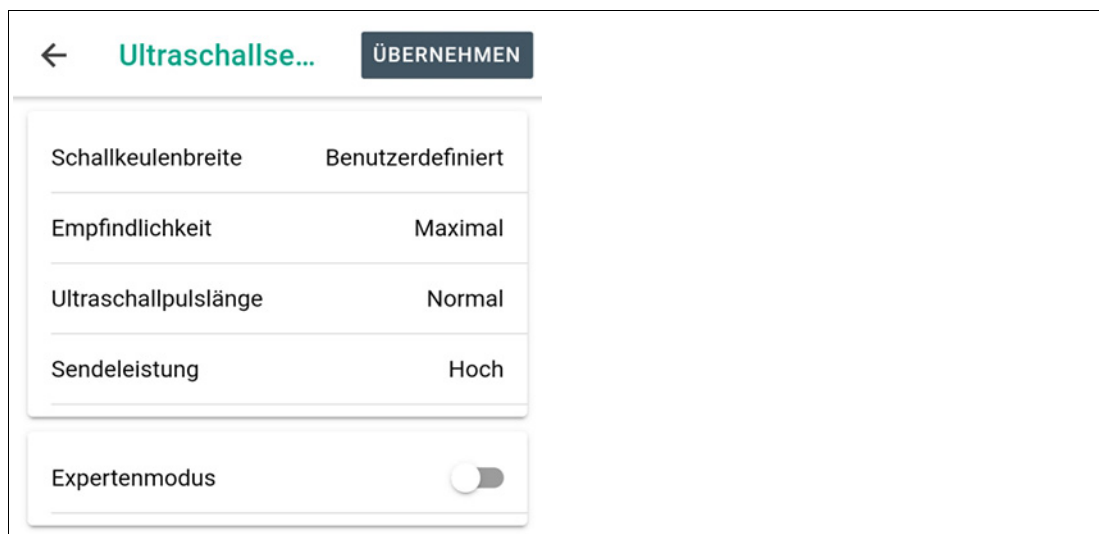 Ultraschallse...
ÜBERNEHMEN
Schallkeulenbreite Benutzerdefiniert
Empfindlichkeit Maximal
Ultraschallpulslänge Normal
Sendeleistung Hoch
Expertenmodus